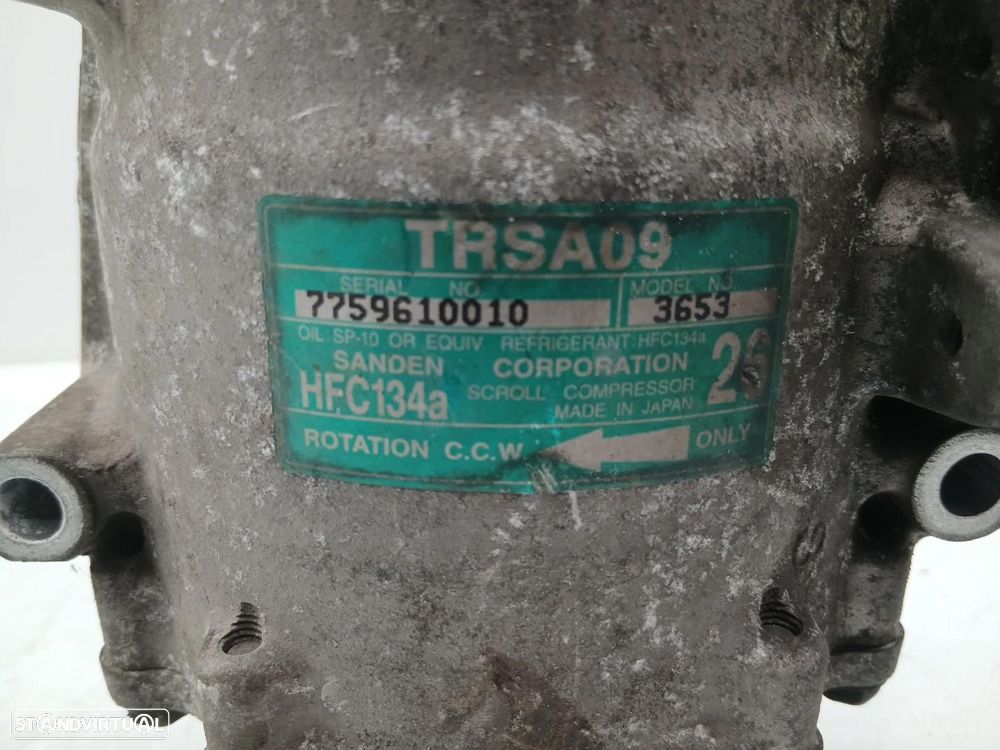 TRSA09
SERIAL NO. MODEL NO.
7759610010 3653
OIL: SP-10 OR EQUIV REFRIGERANT: HFC134a
SANDEN CORPORATION
HFC134a SCROLL COMPRESSOR
MADE IN JAPAN
ROTATION C.C.W. ONLY
STANDVIRTUAL